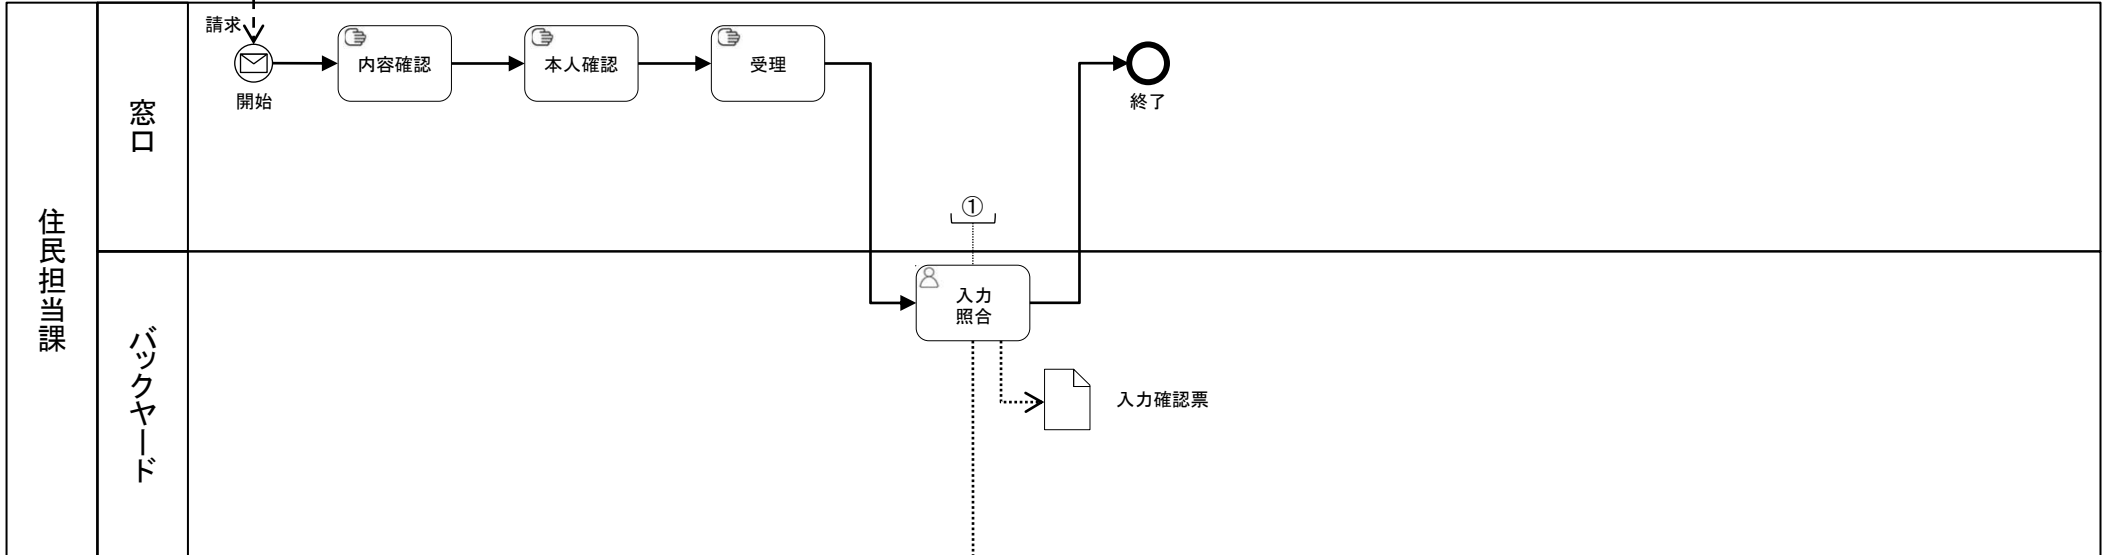 住民担当課
窓口
請求
開始
内容確認
本人確認
受理
終了
①
バックヤード
入力
照合
入力確認票